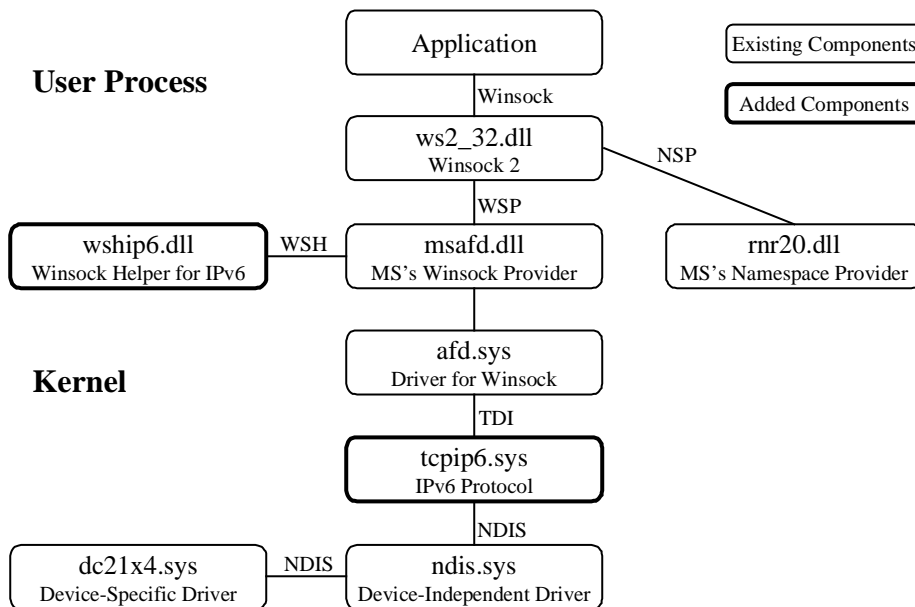 Application
Existing Components
User Process
Winsock
Added Components
ws2_32.dll
Winsock 2
NSP
WSP
wship6.dll
Winsock Helper for IPv6
WSH
msafd.dll
MS's Winsock Provider
rnr20.dll
MS's Namespace Provider
afd.sys
Driver for Winsock
Kernel
TDI
tcpip6.sys
IPv6 Protocol
NDIS
dc21x4.sys
Device-Specific Driver
NDIS
ndis.sys
Device-Independent Driver